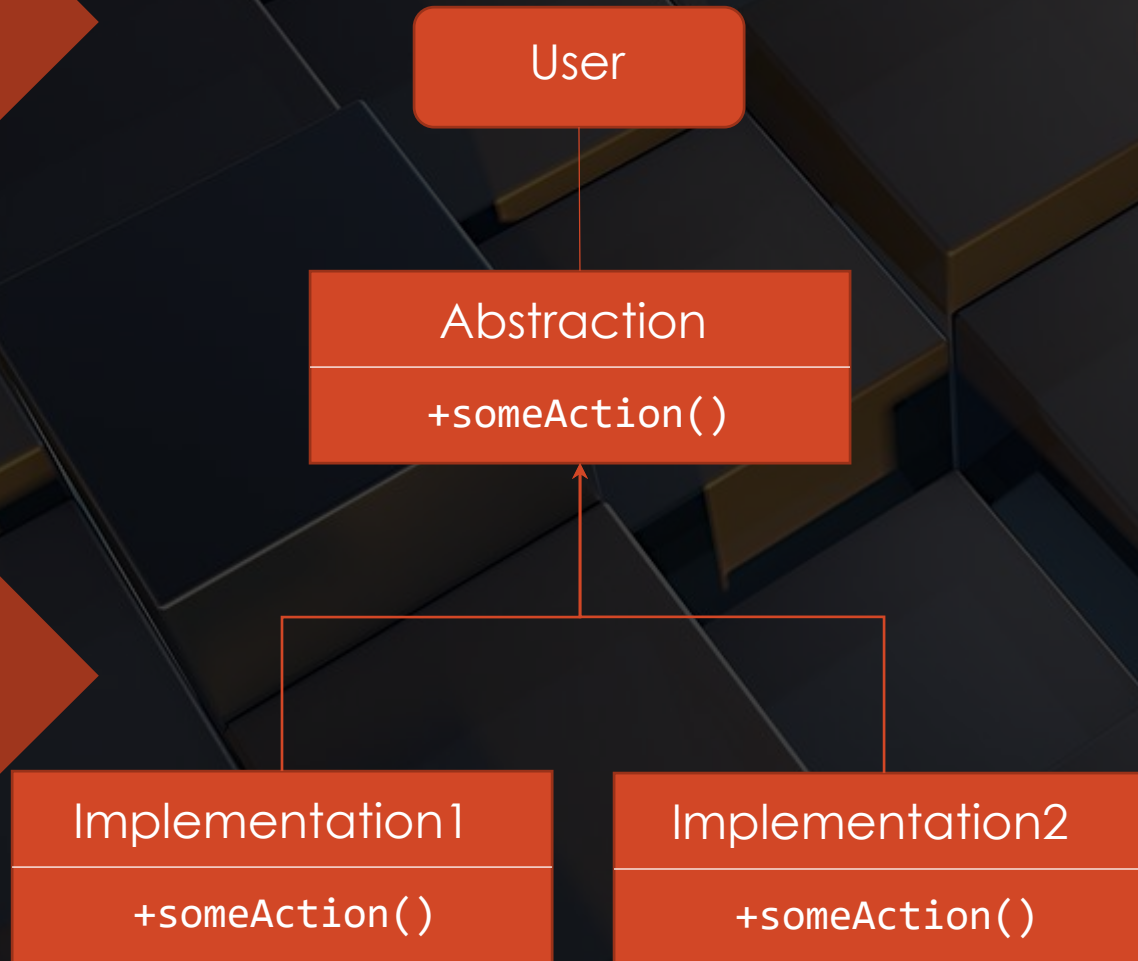 User
Abstraction
+someAction()
Implementation1
+someAction()
Implementation2
+someAction()